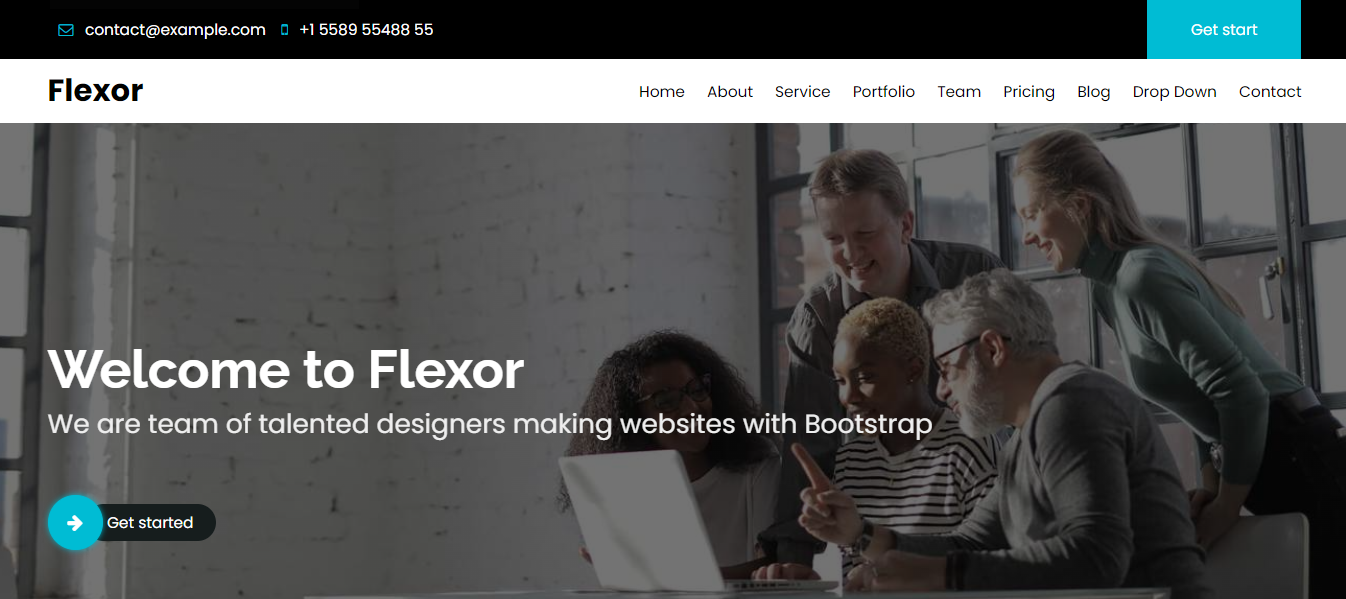 contact@example.com +1 5589 55488 55 Get start
Flexor Home About Service Portfolio Team Pricing Blog Drop Down Contact
Welcome to Flexor
We are team of talented designers making websites with Bootstrap
Get started